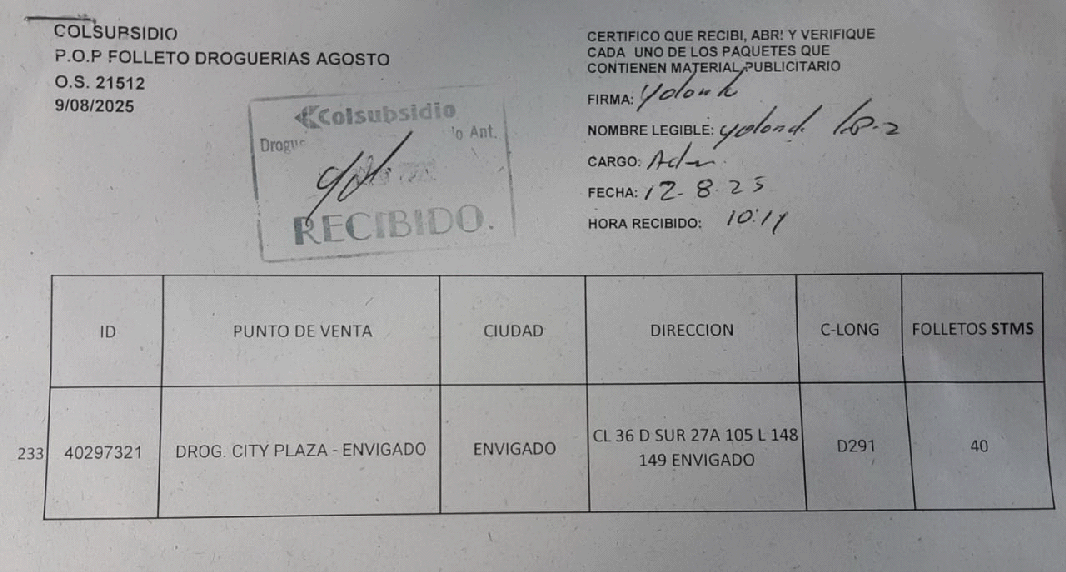 COLSUBSIDIO
P.O.P FOLLETO DROGUERIAS AGOSTO
O.S. 21512
9/08/2025
Colsubsidio
Drogue
o Ant.
RECIBIDO.
CERTIFICO QUE RECIBI, ABRI Y VERIFIQUE
CADA UNO DE LOS PAQUETES QUE
CONTIENEN MATERIAL PUBLICITARIO
FIRMA:
NOMBRE LEGIBLE:
CARGO:
FECHA: 12-8-25
HORA RECIBIDO: 10:11
ID PUNTO DE VENTA CIUDAD DIRECCION C-LONG FOLLETOS STMS
233 40297321 DROG. CITY PLAZA - ENVIGADO ENVIGADO CL 36 D SUR 27A 105 L 148 D291 40
149 ENVIGADO